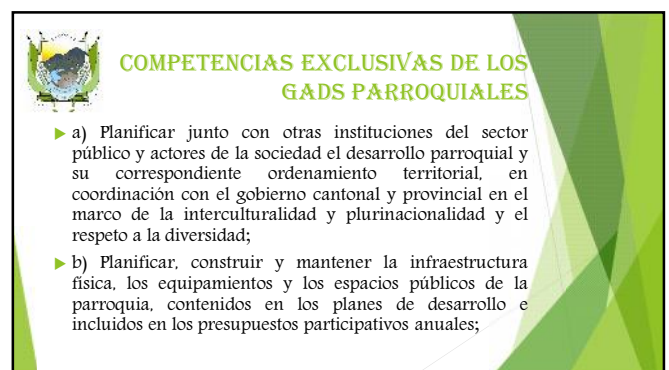 COMPETENCIAS EXCLUSIVAS DE LOS
GADS PARROQUIALES
a) Planificar junto con otras instituciones del sector
público y actores de la sociedad el desarrollo parroquial y
su correspondiente ordenamiento territorial, en
coordinación con el gobierno cantonal y provincial en el
marco de la interculturalidad y plurinacionalidad y el
respeto a la diversidad;
b) Planificar, construir y mantener la infraestructura
física, los equipamientos y los espacios públicos de la
parroquia, contenidos en los planes de desarrollo e
incluidos en los presupuestos participativos anuales;